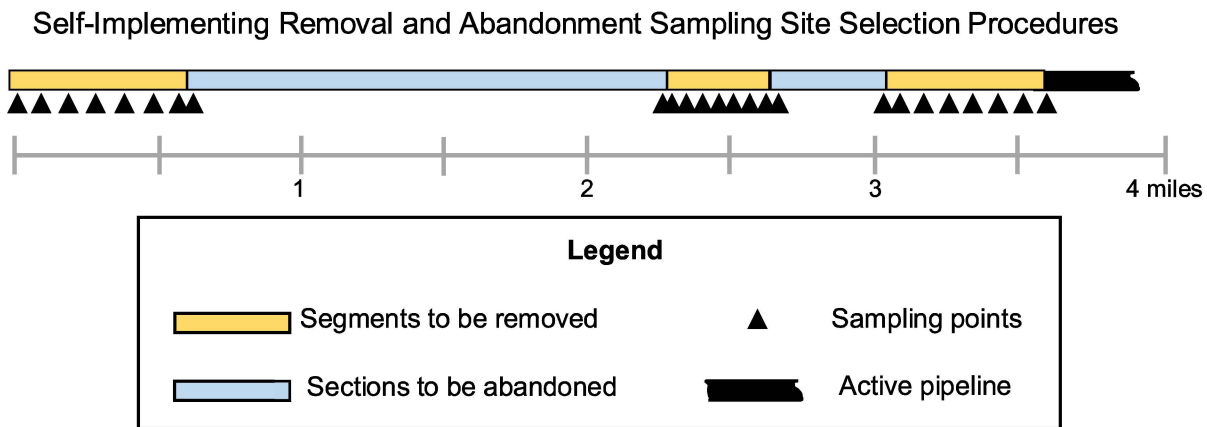 Self-Implementing Removal and Abandonment Sampling Site Selection Procedures
1 2 3 4 miles
Legend
Segments to be removed Sampling points
Sections to be abandoned Active pipeline